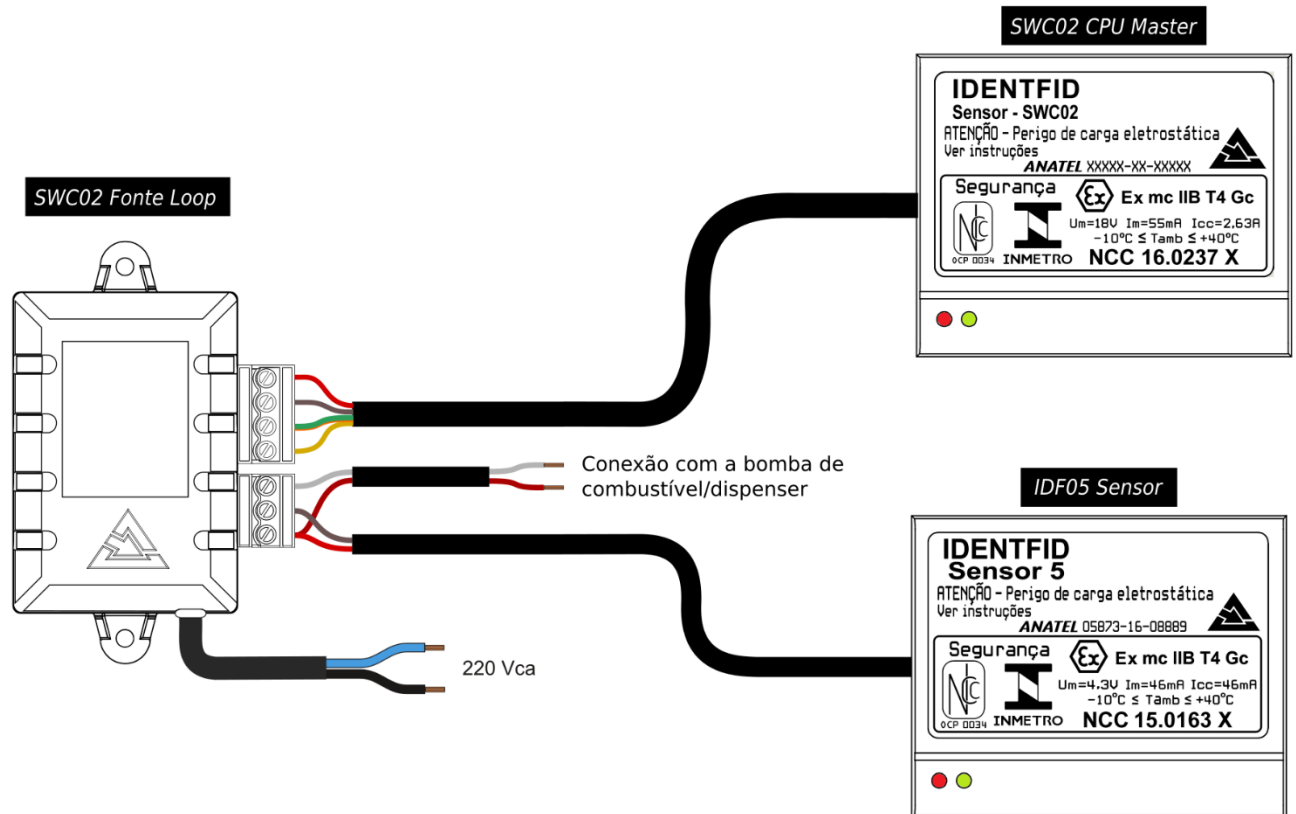 SWC02 CPU Master
IDENTFID
Sensor - SWC02
ATENÇÃO - Perigo de carga eletrostática
Ver instruções
ANATEL XXXXX-XX-XXXXX
Segurança
Ex
Ex mc IIB T4 Gc
Um=18V Im=55mA Icc=2,63A
-10°C ≤ Tamb ≤ +40°C
NCC
OCP 0034
INMETRO
NCC 16.0237 X
SWC02 Fonte Loop
Conexão com a bomba de
combustível/dispenser
220 Vca
IDF05 Sensor
IDENTFID
Sensor 5
ATENÇÃO - Perigo de carga eletrostática
Ver instruções
ANATEL 05873-16-08889
Segurança
Ex
Ex mc IIB T4 Gc
Um=4.3V Im=46mA Icc=46mA
-10°C ≤ Tamb ≤ +40°C
NCC
OCP 0034
INMETRO
NCC 15.0163 X